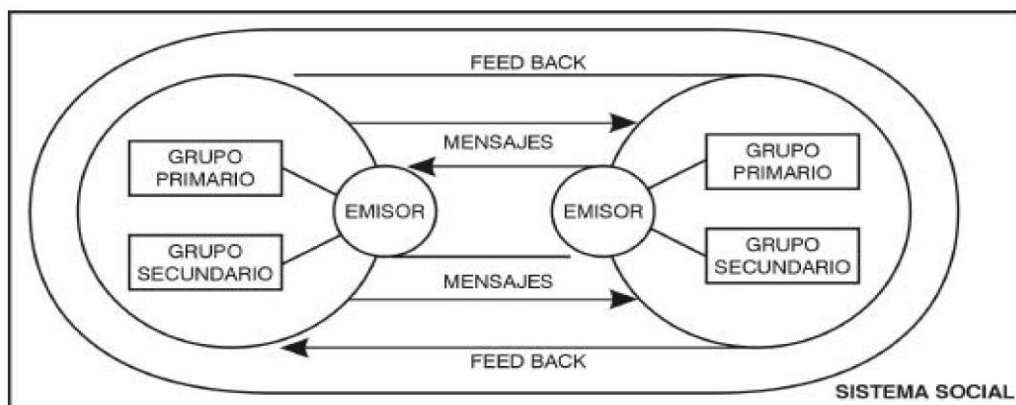 FEED BACK
MENSAJES
GRUPO
PRIMARIO
GRUPO
PRIMARIO
EMISOR
EMISOR
GRUPO
SECUNDARIO
GRUPO
SECUNDARIO
MENSAJES
FEED BACK
SISTEMA SOCIAL